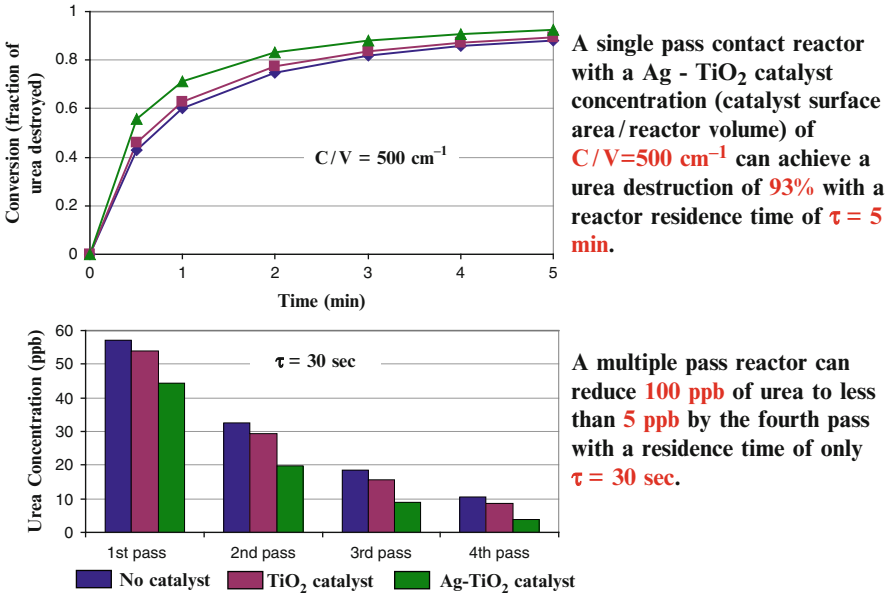 Conversion (fraction of
urea destroyed)
1
0.8
0.6
0.4
0.2
0
C/V = 500 cm⁻¹
0 1 2 3 4 5
Time (min)
A single pass contact reactor
with a Ag - TiO₂ catalyst
concentration (catalyst surface
area/reactor volume) of
C/V=500 cm⁻¹ can achieve a
urea destruction of 93% with a
reactor residence time of τ = 5
min.
Urea Concentration (ppb)
60
50
40
30
20
10
0
τ = 30 sec
1st pass 2nd pass 3rd pass 4th pass
No catalyst TiO₂ catalyst Ag-TiO₂ catalyst
A multiple pass reactor can
reduce 100 ppb of urea to less
than 5 ppb by the fourth pass
with a residence time of only
τ = 30 sec.